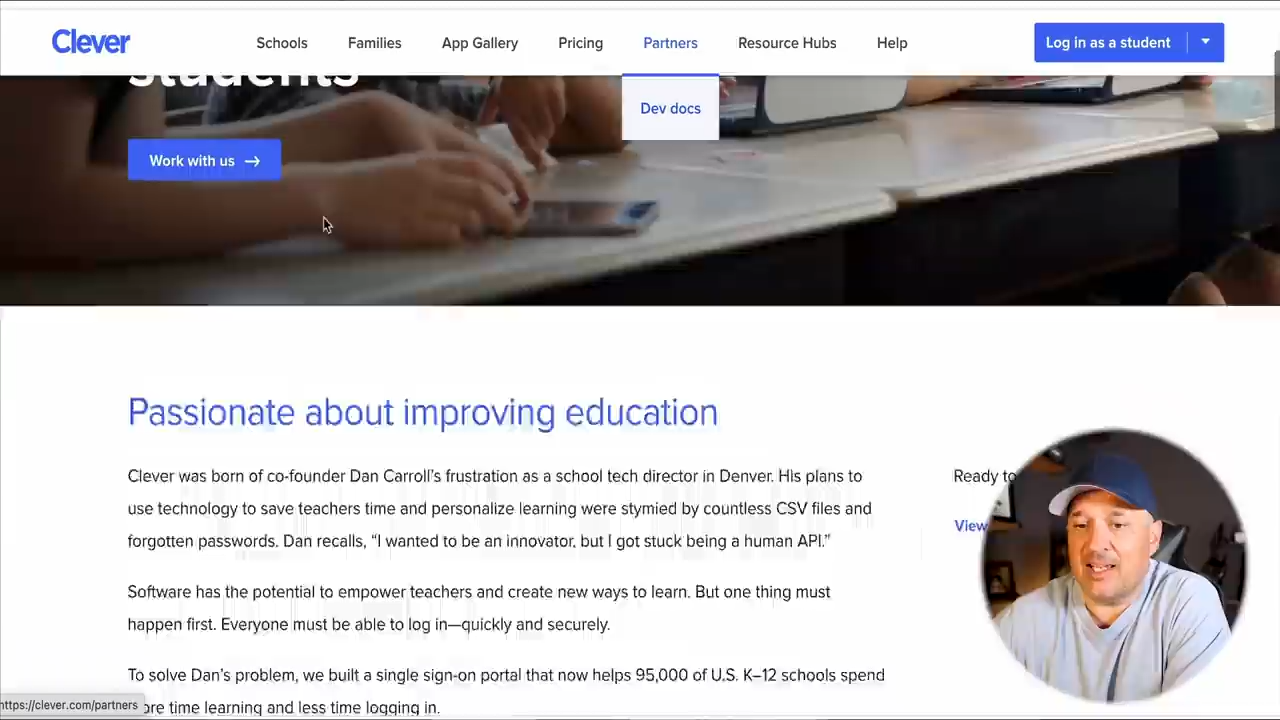 Clever
Schools
Families
App Gallery
Pricing
Partners
Resource Hubs
Help
Log in as a student
students
Dev docs
Work with us →
Passionate about improving education
Clever was born of co-founder Dan Carroll's frustration as a school tech director in Denver. His plans to
use technology to save teachers time and personalize learning were stymied by countless CSV files and
forgotten passwords. Dan recalls, “I wanted to be an innovator, but I got stuck being a human API.”
Ready to
View
Software has the potential to empower teachers and create new ways to learn. But one thing must
happen first. Everyone must be able to log in—quickly and securely.
To solve Dan's problem, we built a single sign-on portal that now helps 95,000 of U.S. K–12 schools spend
time learning and less time logging in.
https://clever.com/partners